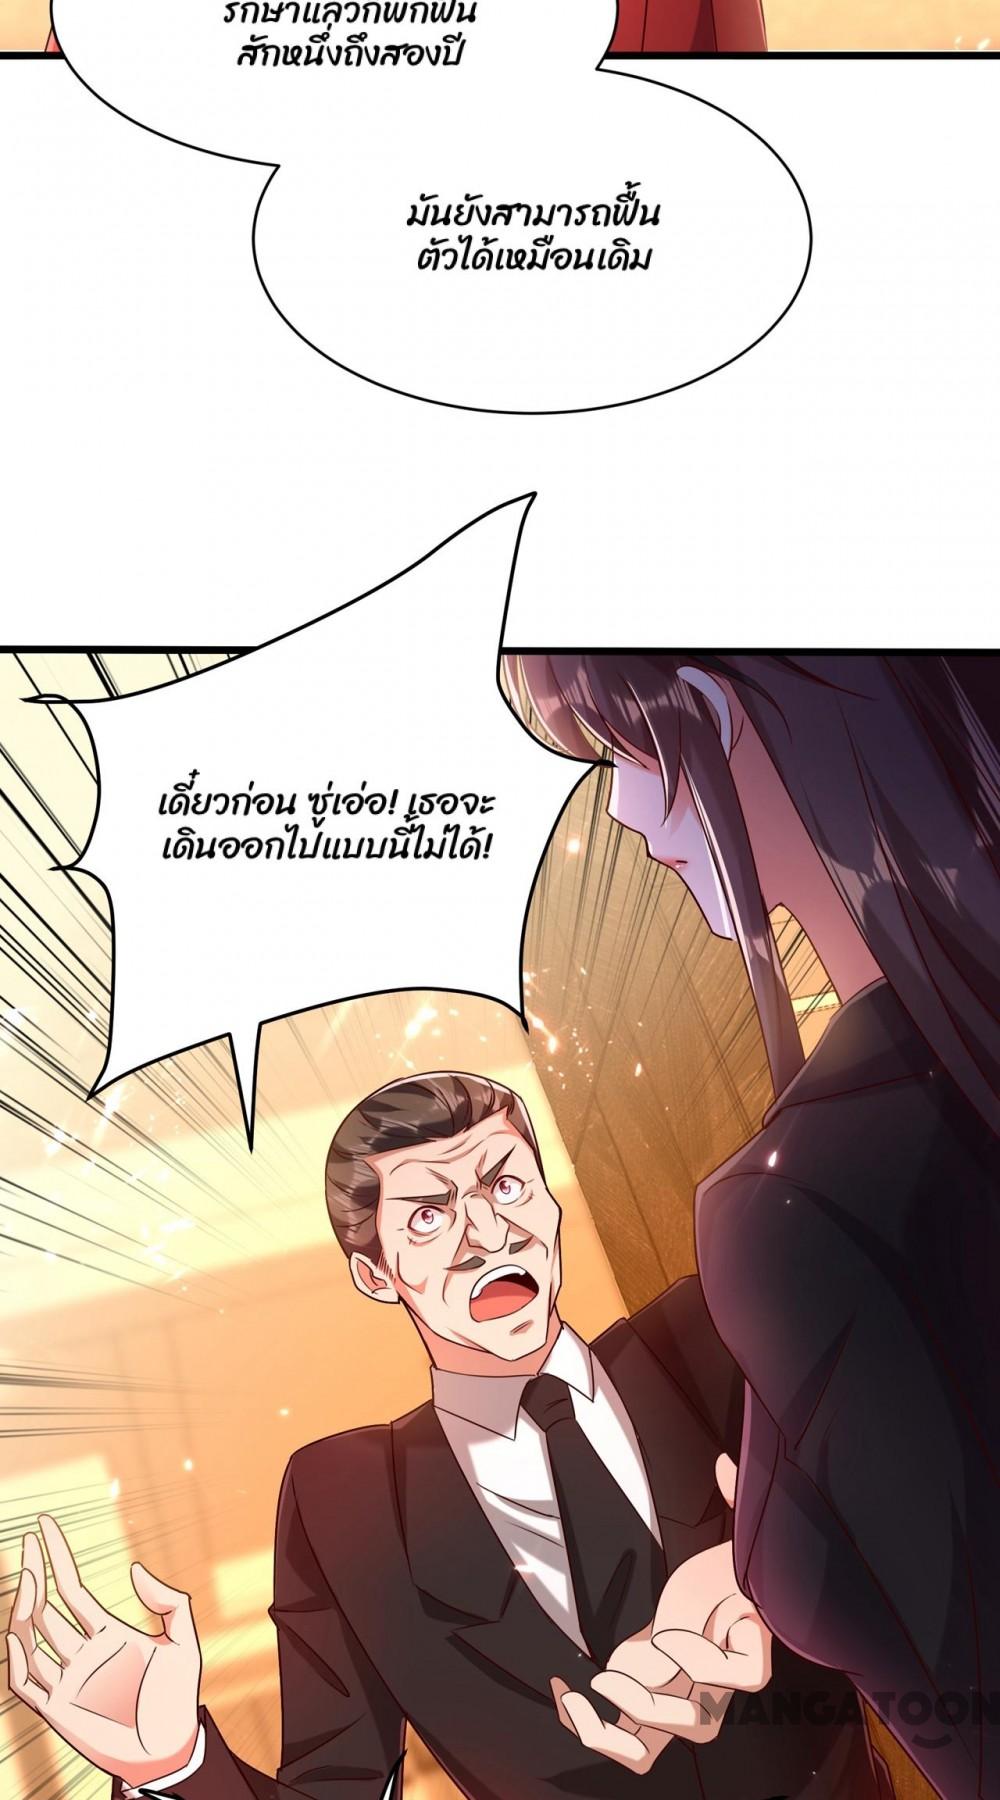 รักษาแล้วก็พักฟื้น
สักหนึ่งถึงสองปี
มันยังสามารถฟื้น
ตัวได้เหมือนเดิม
เดี๋ยวก่อน ซู่เอ่อ! เธอจะ
เดินออกไปแบบนี้ไม่ได้!
MANGATOON